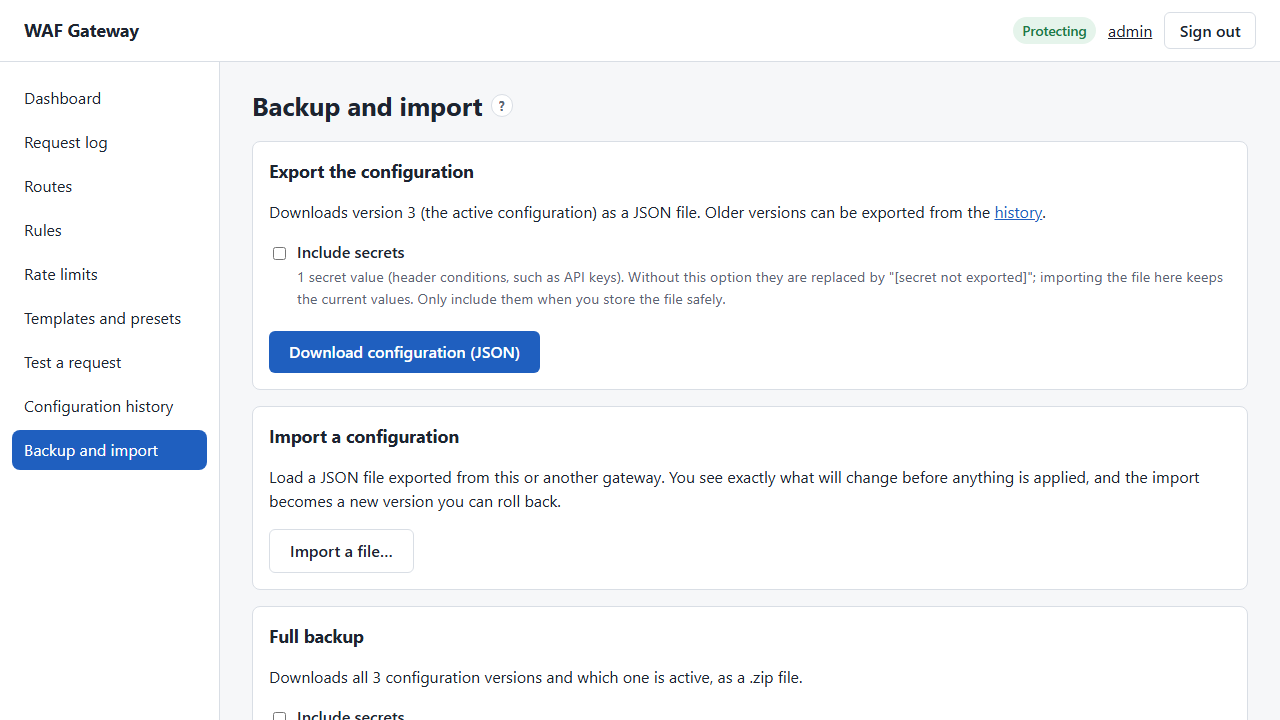 WAF Gateway
Protecting
admin
Sign out
Dashboard
Request log
Routes
Rules
Rate limits
Templates and presets
Test a request
Configuration history
Backup and import
Backup and import ?
Export the configuration
Downloads version 3 (the active configuration) as a JSON file. Older versions can be exported from the history.
Include secrets
1 secret value (header conditions, such as API keys). Without this option they are replaced by "[secret not exported]"; importing the file here keeps
the current values. Only include them when you store the file safely.
Download configuration (JSON)
Import a configuration
Load a JSON file exported from this or another gateway. You see exactly what will change before anything is applied, and the import
becomes a new version you can roll back.
Import a file...
Full backup
Downloads all 3 configuration versions and which one is active, as a .zip file.
Include secrets